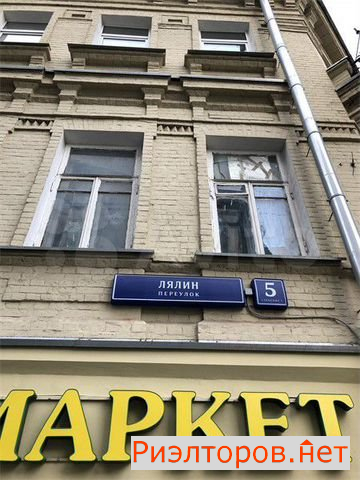 ЛЯЛИН
ПЕРЕУЛОК
5
МАРКЕТ
Риэлторов.нет